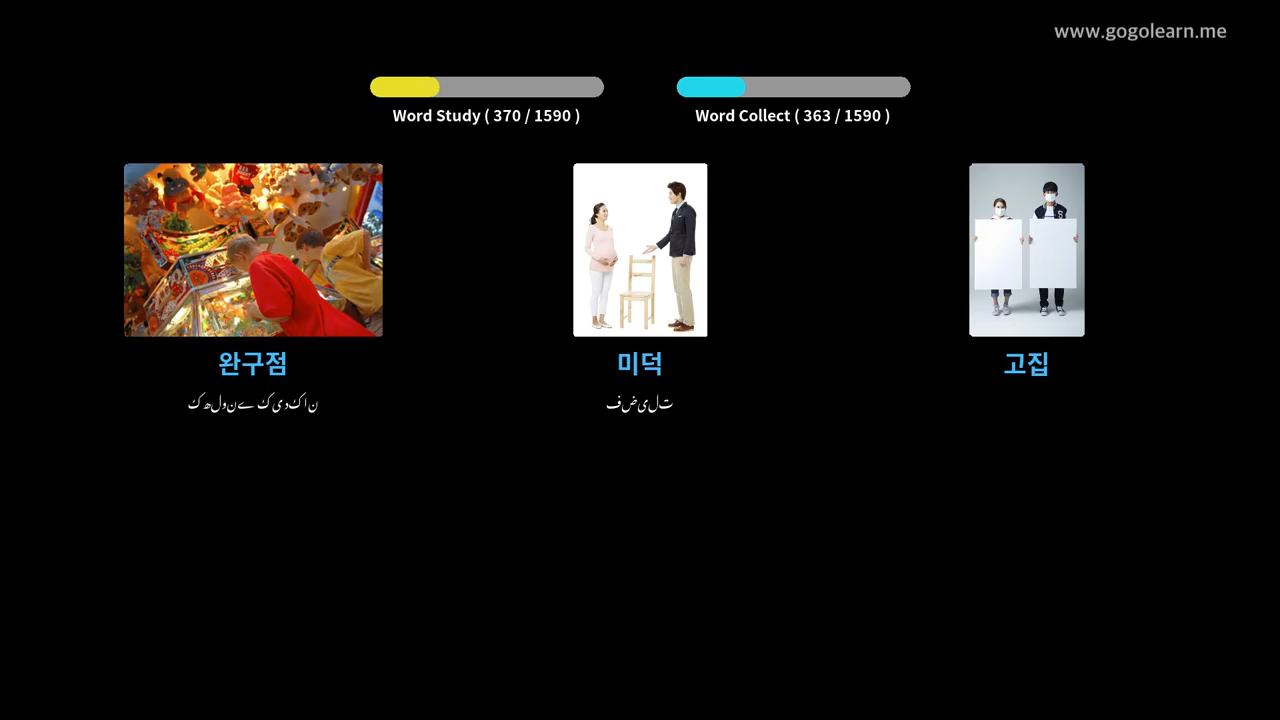 www.gogolearn.me
Word Study ( 370 / 1590 )
Word Collect ( 363 / 1590 )
완구점
미덕
고집
کھلونے کی دکان
فضیلت